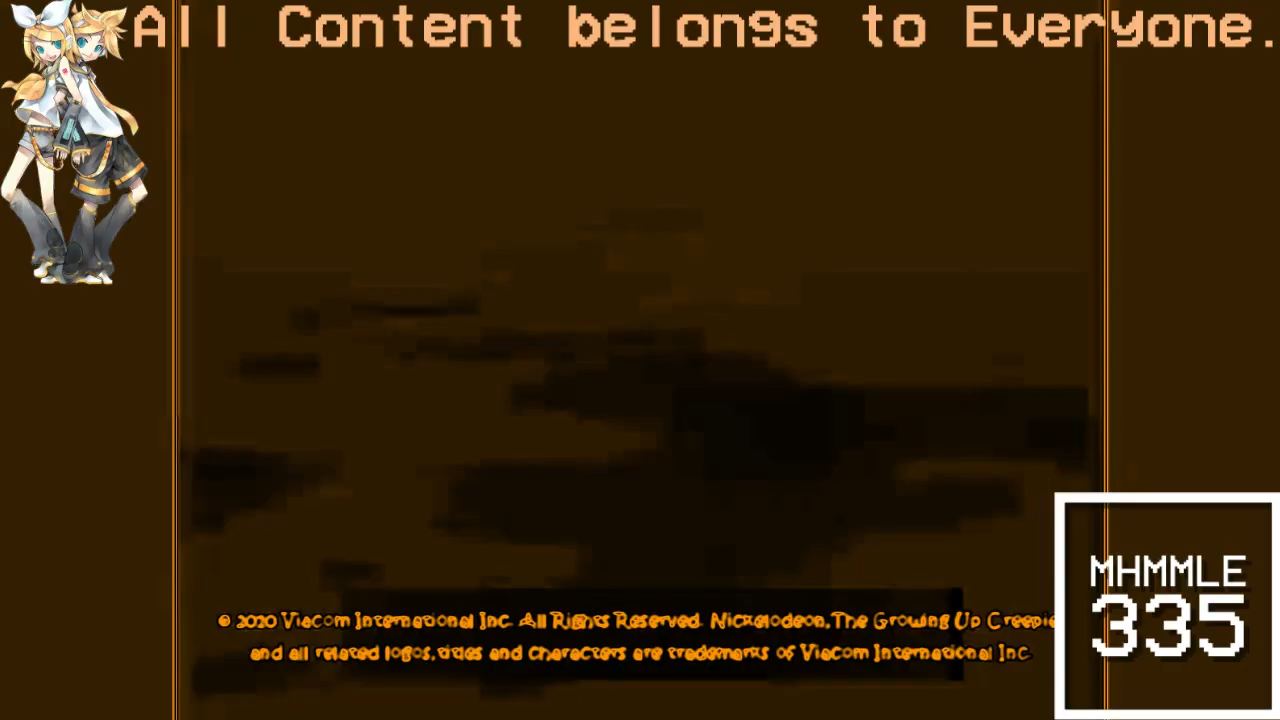 All Content belongs to Everyone.
© 2020 Viacom International Inc. All Rights Reserved. Nickelodeon, The Growing Up Creepie
and all related logos, titles and characters are trademarks of Viacom International Inc.
MHMMLE
335